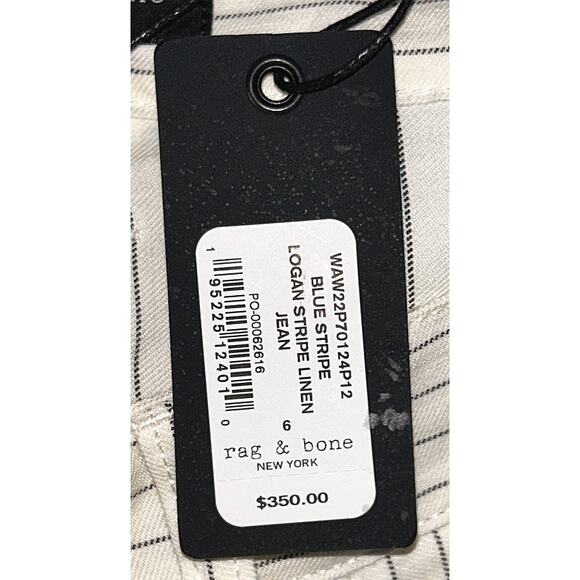 WAW22P70124P12
BLUE STRIPE
LOGAN STRIPE LINEN
JEAN
PO-00062616
1 95225 12401 0
6
rag & bone
NEW YORK
$350.00